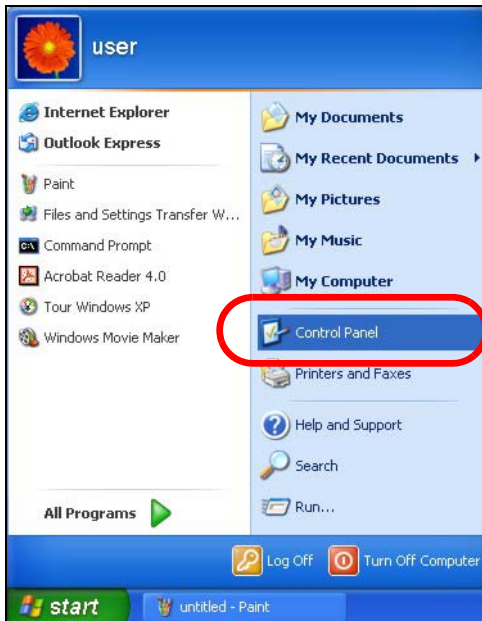 user
Internet Explorer
Outlook Express
Paint
Files and Settings Transfer W...
Command Prompt
Acrobat Reader 4.0
Tour Windows XP
Windows Movie Maker
All Programs
My Documents
My Recent Documents
My Pictures
My Music
My Computer
Control Panel
Printers and Faxes
Help and Support
Search
Run...
Log Off
Turn Off Computer
start
untitled - Paint